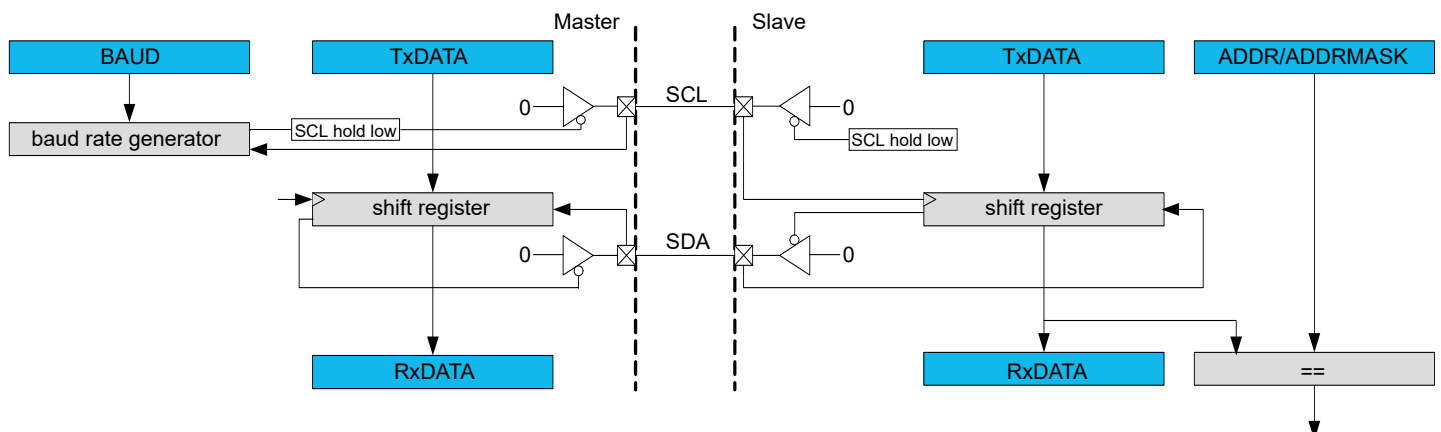 Master Slave
BAUD TxDATA TxDATA ADDR/ADDRMASK
0 SCL 0
baud rate generator SCL hold low SCL hold low
shift register shift register
0 SDA 0
RxDATA RxDATA ==